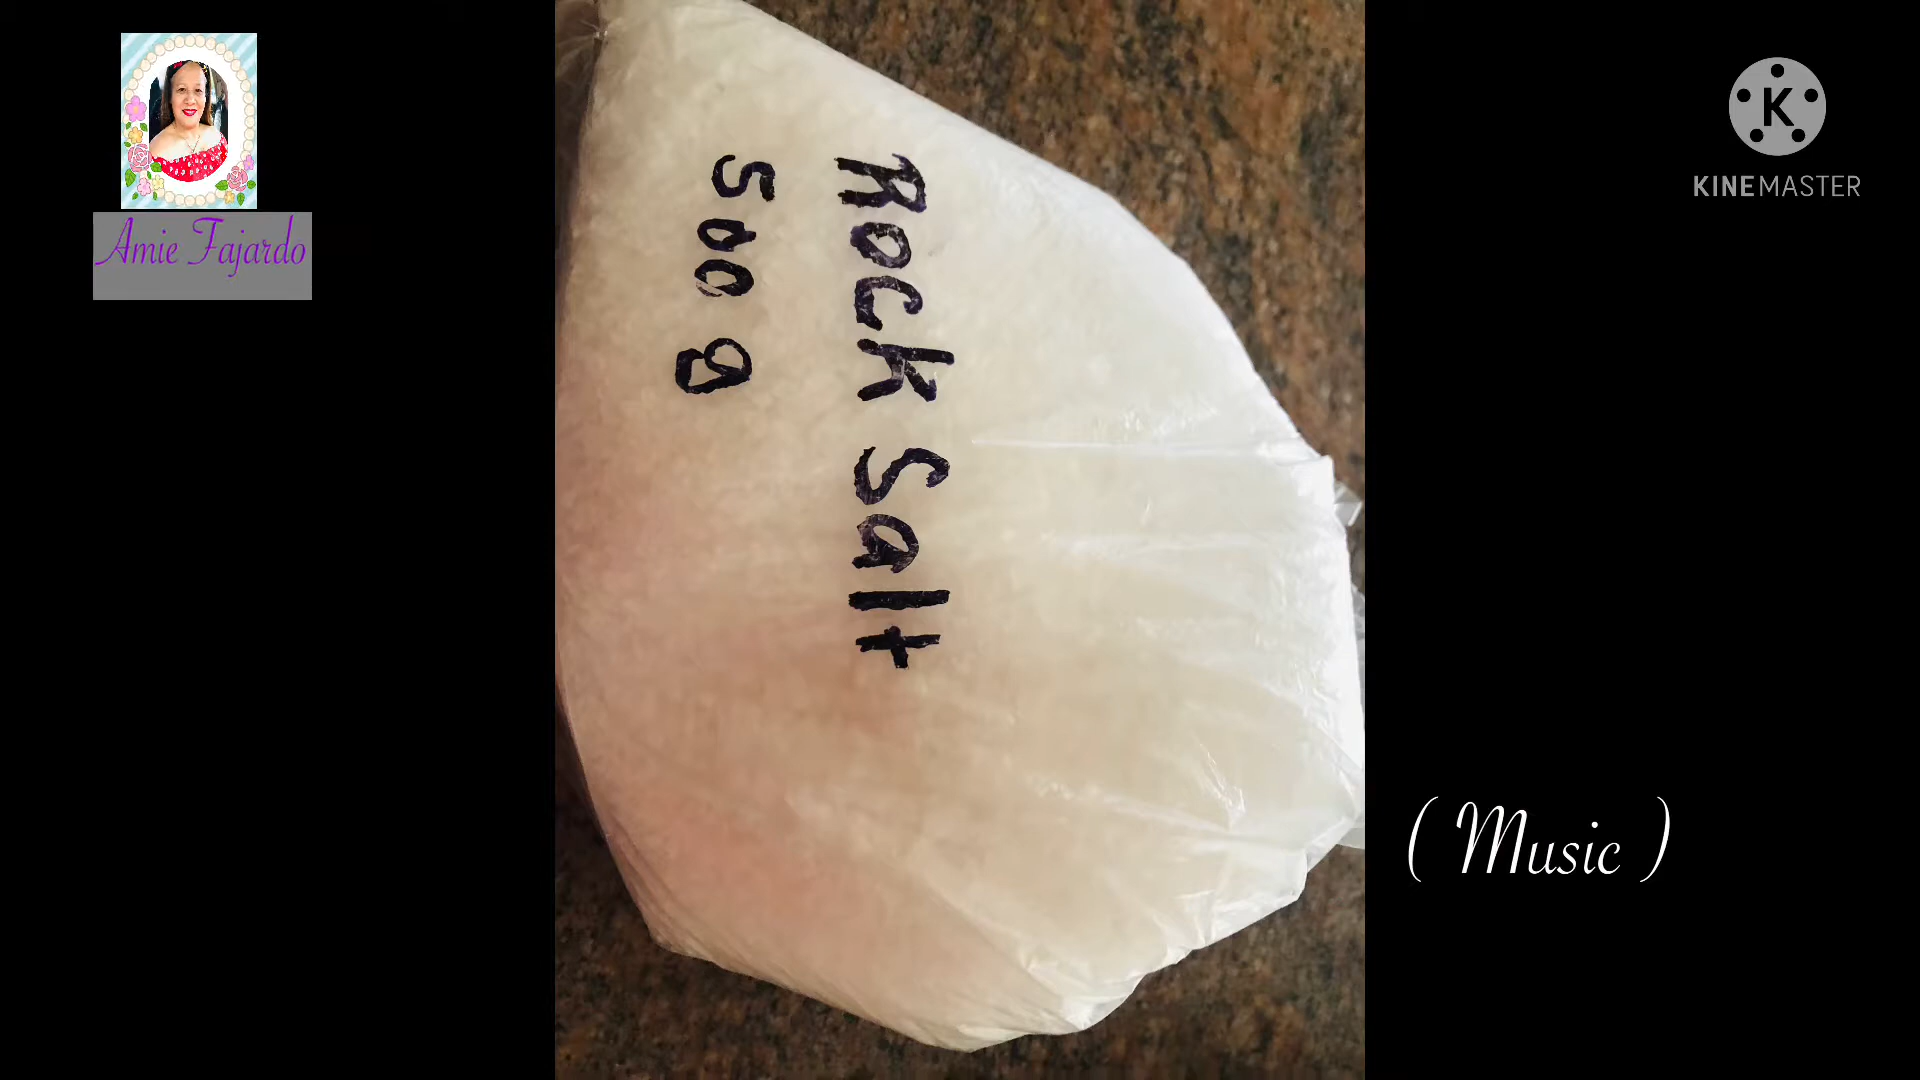 Amie Fajardo
K
KINEMASTER
Rock Salt
500 g
( Music )